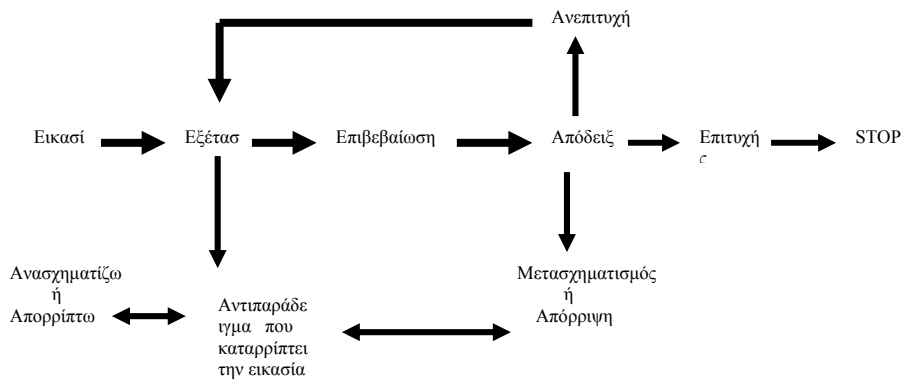 Ανεπιτυχή
Εικασί
Εξέτασ
Επιβεβαίωση
Απόδειξ
Επιτυχή
ς
STOP
Ανασχηματίζω
ή
Απορρίπτω
Αντιπαράδε
ιγμα που
καταρρίπτει
την εικασία
Μετασχηματισμός
ή
Απόρριψη